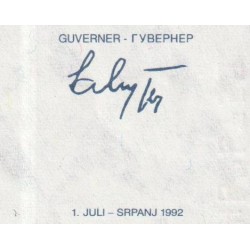 GUVERNER - ГУВЕРНЕР
1. JULI – SRPANJ 1992